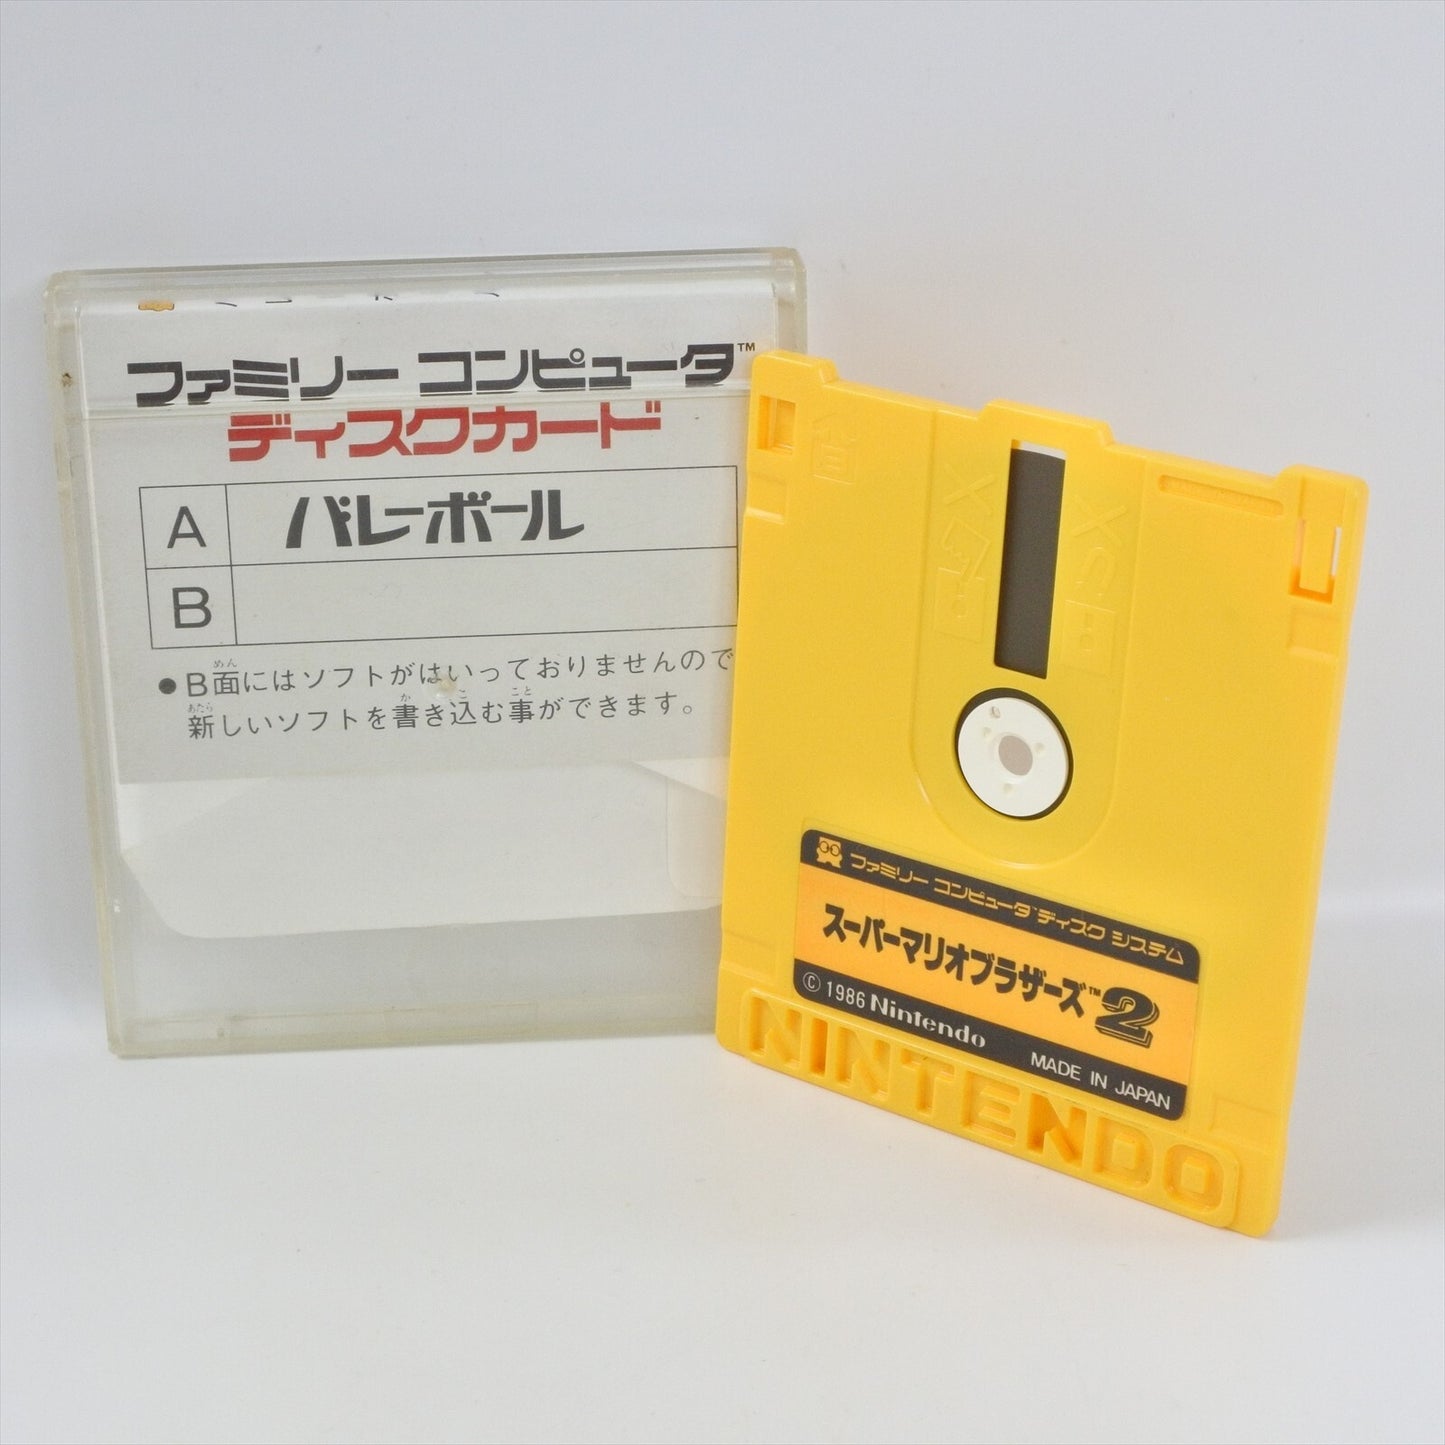 ファミリー コンピュータ™
ディスクカード
A バレーボール
B
●B面にはソフトがはいっておりませんので
めん
新しいソフトを書き込む事ができます。
あたら か こ こと
ファミリー コンピュータ™ ディスク システム
スーパーマリオブラザーズ™2
© 1986 Nintendo MADE IN JAPAN
NINTENDO